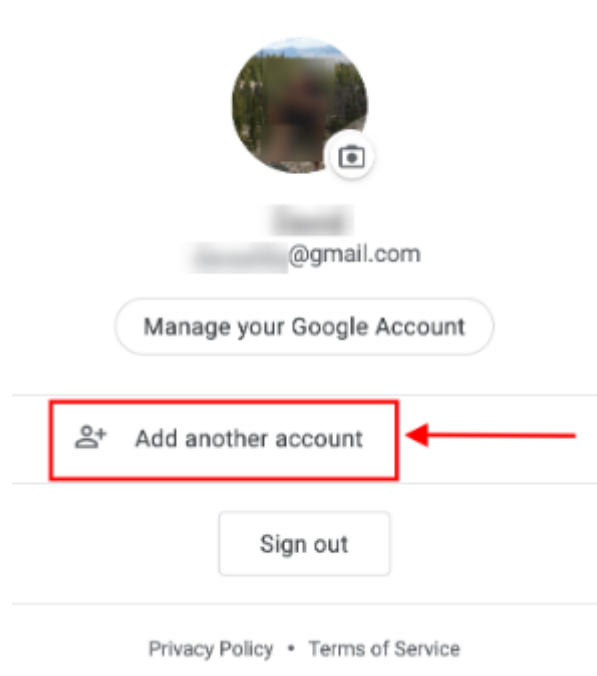 @gmail.com
Manage your Google Account
Add another account
Sign out
Privacy Policy • Terms of Service